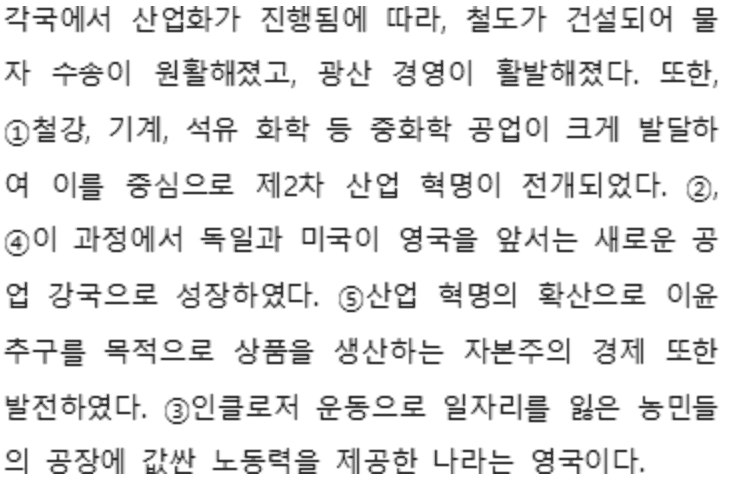 각국에서 산업화가 진행됨에 따라, 철도가 건설되어 물
자 수송이 원활해졌고, 광산 경영이 활발해졌다. 또한,
①철강, 기계, 석유 화학 등 중화학 공업이 크게 발달하
여 이를 중심으로 제2차 산업 혁명이 전개되었다. ②,
④이 과정에서 독일과 미국이 영국을 앞서는 새로운 공
업 강국으로 성장하였다. ⑤산업 혁명의 확산으로 이윤
추구를 목적으로 상품을 생산하는 자본주의 경제 또한
발전하였다. ③인클로저 운동으로 일자리를 잃은 농민들
의 공장에 값싼 노동력을 제공한 나라는 영국이다.